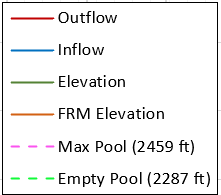 Outflow
Inflow
Elevation
FRM Elevation
Max Pool (2459 ft)
Empty Pool (2287 ft)